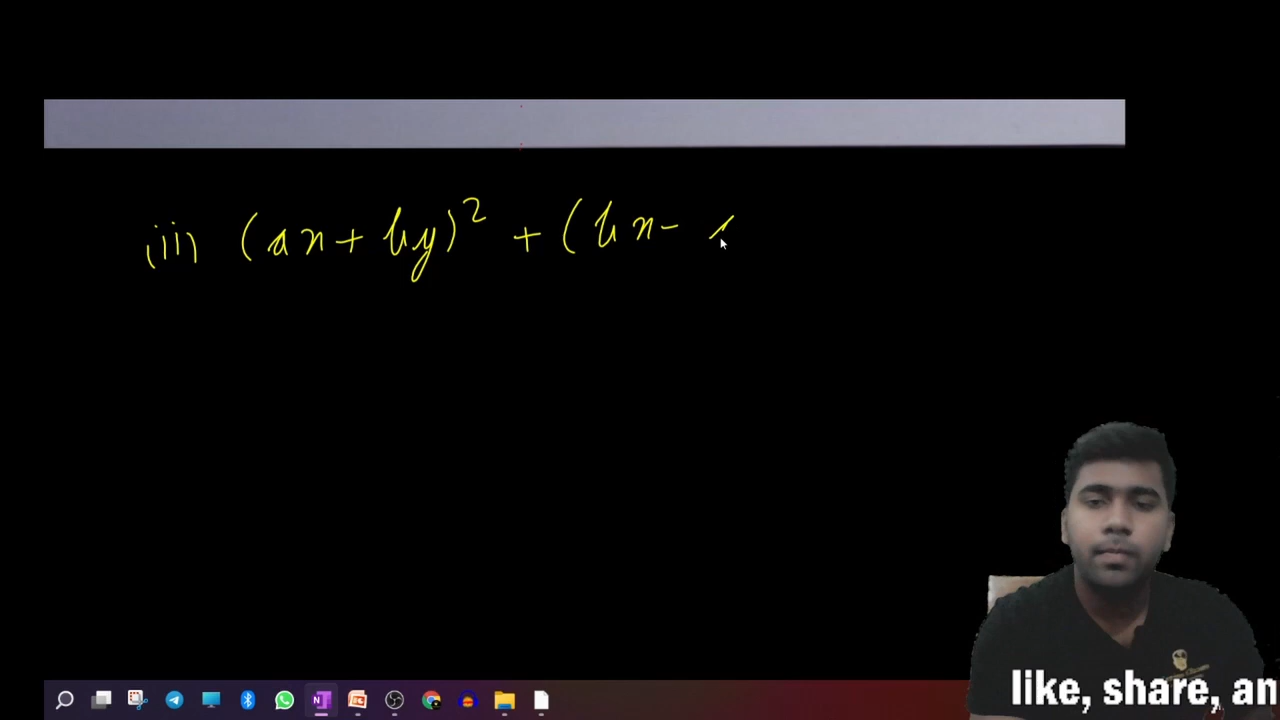 (iii) (ax + by)² + (bx -
like, share, an